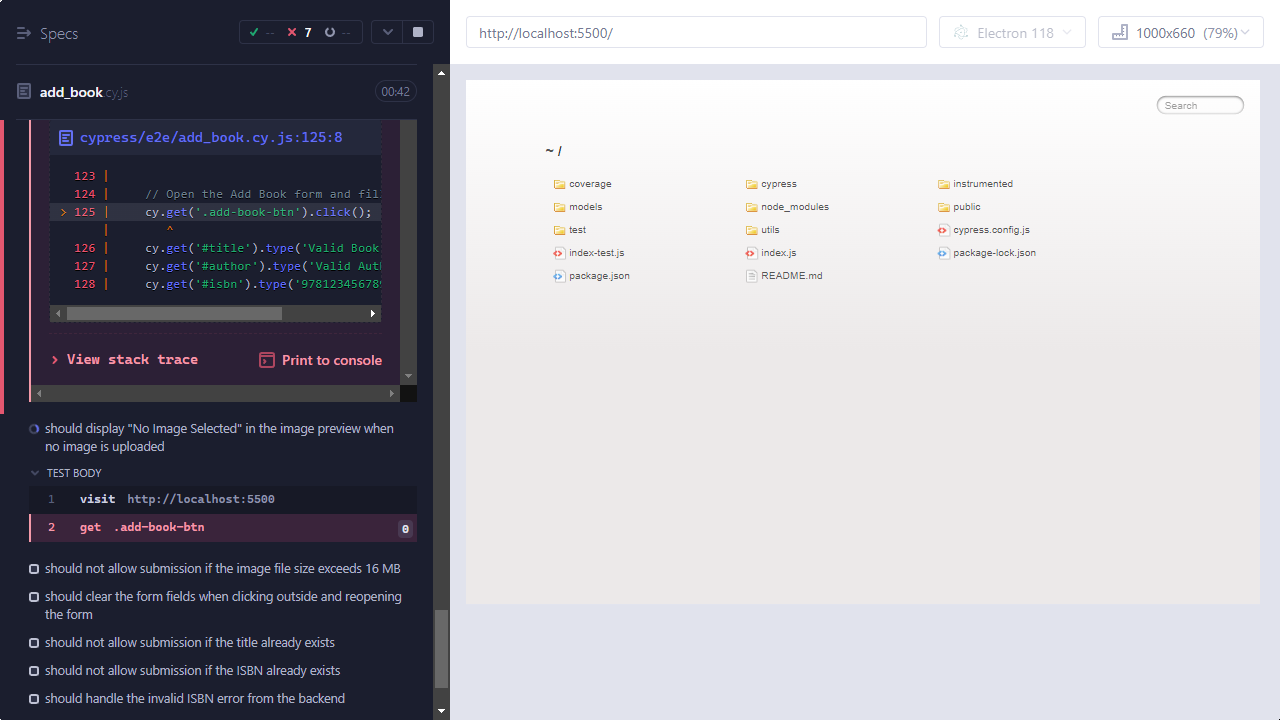 Specs
-- 7 --
add_book.cy.js
00:42
cypress/e2e/add_book.cy.js:125:8
123 |
124 | // Open the Add Book form and fil
> 125 | cy.get('.add-book-btn').click();
| ^
126 | cy.get('#title').type('Valid Book
127 | cy.get('#author').type('Valid Aut
128 | cy.get('#isbn').type('978123456789
View stack trace
Print to console
should display "No Image Selected" in the image preview when
no image is uploaded
TEST BODY
1 visit http://localhost:5500
2 get .add-book-btn 0
should not allow submission if the image file size exceeds 16 MB
should clear the form fields when clicking outside and reopening
the form
should not allow submission if the title already exists
should not allow submission if the ISBN already exists
should handle the invalid ISBN error from the backend
http://localhost:5500/
Electron 118
1000x660 (79%)
Search
~ /
coverage cypress instrumented
models node_modules public
test utils cypress.config.js
index-test.js index.js package-lock.json
package.json README.md